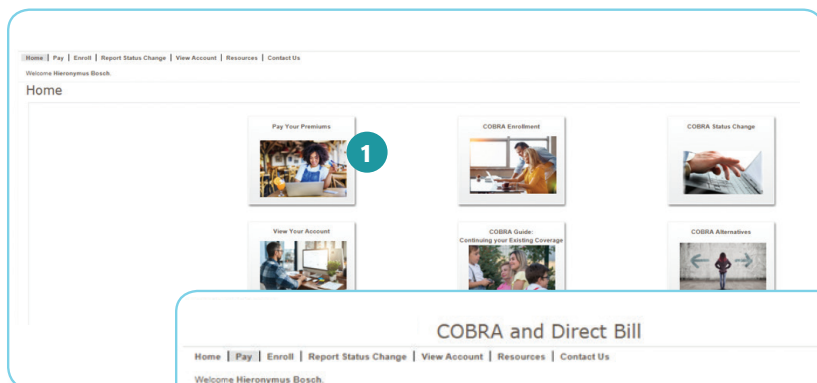 Home | Pay | Enroll | Report Status Change | View Account | Resources | Contact Us
Welcome Hieronymus Bosch.
Home
Pay Your Premiums
COBRA Enrollment
COBRA Status Change
1
View Your Account
COBRA Guide:
Continuing your Existing Coverage
COBRA Alternatives
COBRA and Direct Bill
Home | Pay | Enroll | Report Status Change | View Account | Resources | Contact Us
Welcome Hieronymus Bosch.